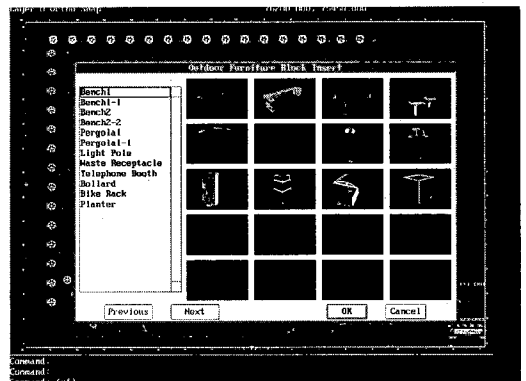 Outdoor Furniture Block Insert
Bench1
Bench1-1
Bench2
Bench2-2
Pergola1
Pergola1-1
Light Pole
Waste Receptacle
Telephone Booth
Bollard
Bike Rack
Planter
Previous Next OK Cancel
Command:
Command: